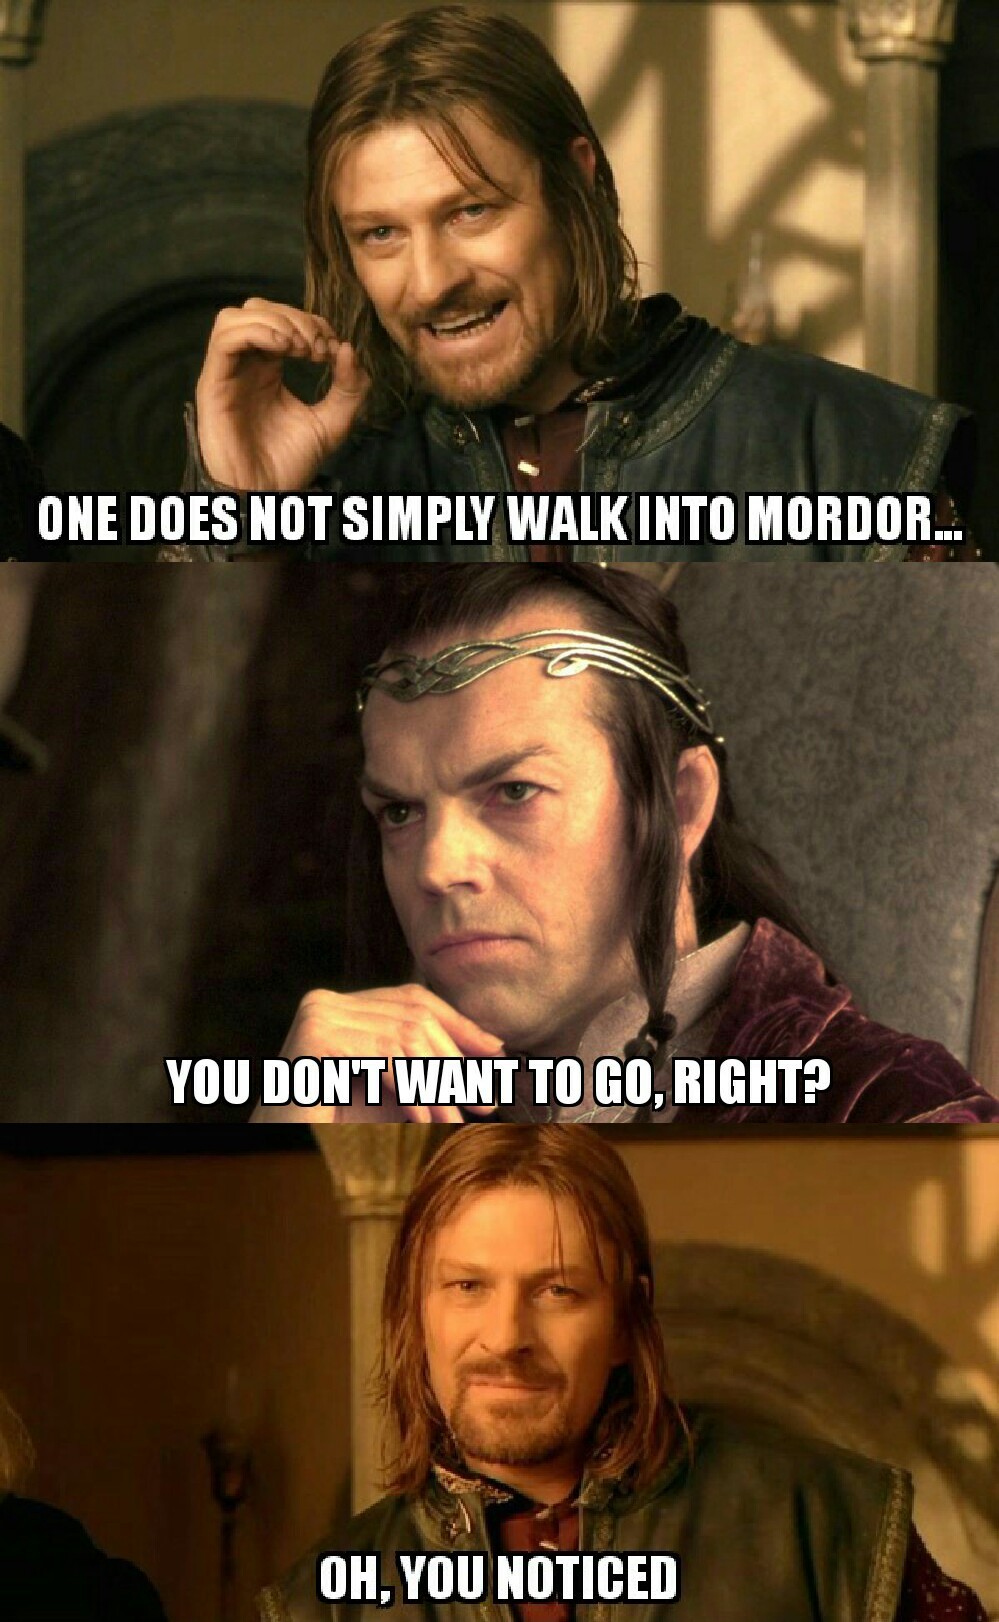 ONE DOES NOT SIMPLY WALK INTO MORDOR...
YOU DON'T WANT TO GO, RIGHT?
OH, YOU NOTICED